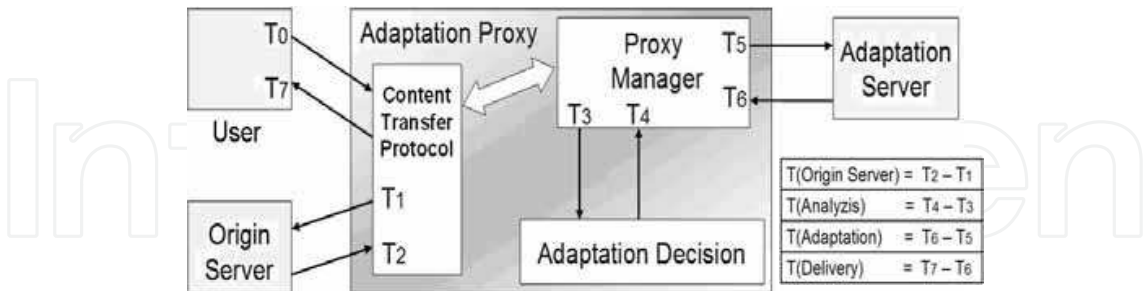 T0
T7
User
Origin
Server
Adaptation Proxy
Content
Transfer
Protocol
T1
T2
Proxy
Manager
T3
T4
T5
T6
Adaptation Decision
Adaptation
Server
T(Origin Server) = T2 – T1
T(Analyzis) = T4 – T3
T(Adaptation) = T6 – T5
T(Delivery) = T7 – T6